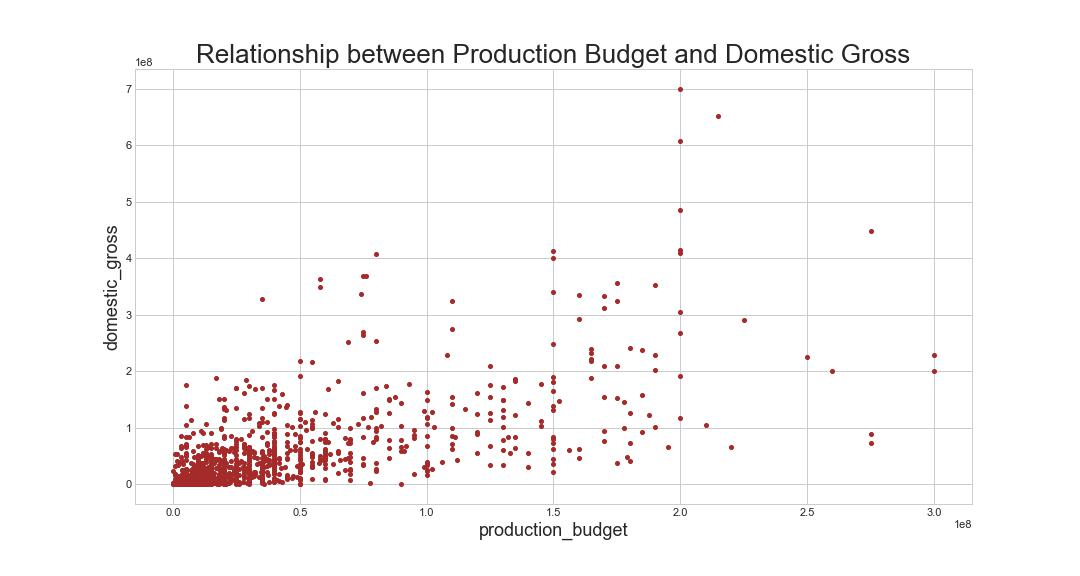 Relationship between Production Budget and Domestic Gross
1e8
7
6
5
4
3
2
1
0
domestic_gross
0.0 0.5 1.0 1.5 2.0 2.5 3.0
1e8
production_budget